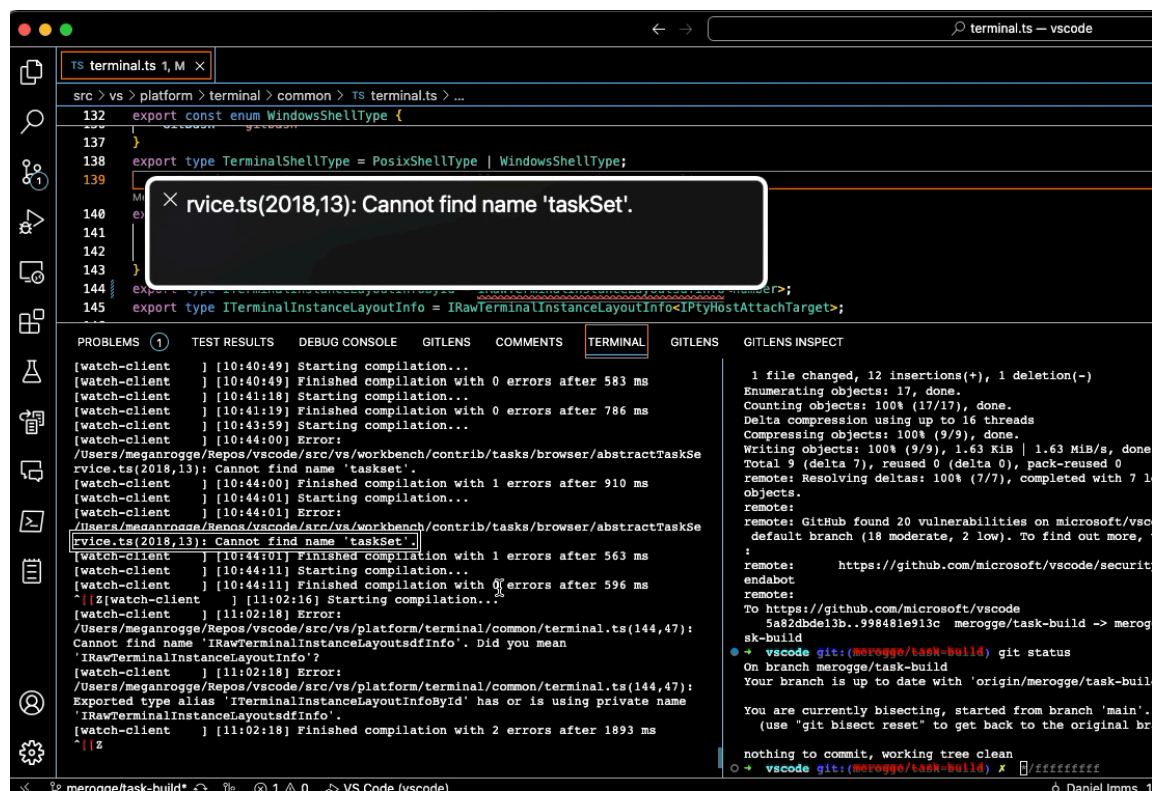 terminal.ts — vscode
TS terminal.ts 1, M ×
src > vs > platform > terminal > common > TS terminal.ts > ...
132 export const enum WindowsShellType {
137 }
138 export type TerminalShellType = PosixShellType | WindowsShellType;
139
× rvice.ts(2018,13): Cannot find name 'taskSet'.
140
141
142
143 }
144 export type ITerminalInstanceLayoutInfoById = IRawTerminalInstanceLayoutsdfInfo<number>;
145 export type ITerminalInstanceLayoutInfo = IRawTerminalInstanceLayoutInfo<IPtyHostAttachTarget>;
PROBLEMS 1 TEST RESULTS DEBUG CONSOLE GITLENS COMMENTS TERMINAL GITLENS GITLENS INSPECT
[watch-client ] [10:40:49] Starting compilation...
[watch-client ] [10:40:49] Finished compilation with 0 errors after 583 ms
[watch-client ] [10:41:18] Starting compilation...
[watch-client ] [10:41:19] Finished compilation with 0 errors after 786 ms
[watch-client ] [10:43:59] Starting compilation...
[watch-client ] [10:44:00] Error:
/Users/meganrogge/Repos/vscode/src/vs/workbench/contrib/tasks/browser/abstractTaskSe
rvice.ts(2018,13): Cannot find name 'taskset'.
[watch-client ] [10:44:00] Finished compilation with 1 errors after 910 ms
[watch-client ] [10:44:01] Starting compilation...
[watch-client ] [10:44:01] Error:
/Users/meganrogge/Repos/vscode/src/vs/workbench/contrib/tasks/browser/abstractTaskSe
rvice.ts(2018,13): Cannot find name 'taskSet'.
[watch-client ] [10:44:01] Finished compilation with 1 errors after 563 ms
[watch-client ] [10:44:11] Starting compilation...
[watch-client ] [10:44:11] Finished compilation with 0 errors after 596 ms
^[[Z[watch-client ] [11:02:16] Starting compilation...
[watch-client ] [11:02:18] Error:
/Users/meganrogge/Repos/vscode/src/vs/platform/terminal/common/terminal.ts(144,47):
Cannot find name 'IRawTerminalInstanceLayoutsdfInfo'. Did you mean
'IRawTerminalInstanceLayoutInfo'?
[watch-client ] [11:02:18] Error:
/Users/meganrogge/Repos/vscode/src/vs/platform/terminal/common/terminal.ts(144,47):
Exported type alias 'ITerminalInstanceLayoutInfoById' has or is using private name
'IRawTerminalInstanceLayoutsdfInfo'.
[watch-client ] [11:02:18] Finished compilation with 2 errors after 1893 ms
^[[Z
1 file changed, 12 insertions(+), 1 deletion(-)
Enumerating objects: 17, done.
Counting objects: 100% (17/17), done.
Delta compression using up to 16 threads
Compressing objects: 100% (9/9), done.
Writing objects: 100% (9/9), 1.63 KiB | 1.63 MiB/s, done
Total 9 (delta 7), reused 0 (delta 0), pack-reused 0
remote: Resolving deltas: 100% (7/7), completed with 7 l
objects.
remote:
remote: GitHub found 20 vulnerabilities on microsoft/vsc
default branch (18 moderate, 2 low). To find out more,
:
remote: https://github.com/microsoft/vscode/security
endabot
remote:
To https://github.com/microsoft/vscode
5a82dbde13b..998481e913c merogge/task-build -> merog
sk-build
vscode git:(merogge/task-build) git status
On branch merogge/task-build
Your branch is up to date with 'origin/merogge/task-buil
You are currently bisecting, started from branch 'main'.
(use "git bisect reset" to get back to the original br
nothing to commit, working tree clean
vscode git:(merogge/task-build) ✗ */fffffffff
merogge/task-build* 1 0 VS Code (vscode) Daniel Imms, 1